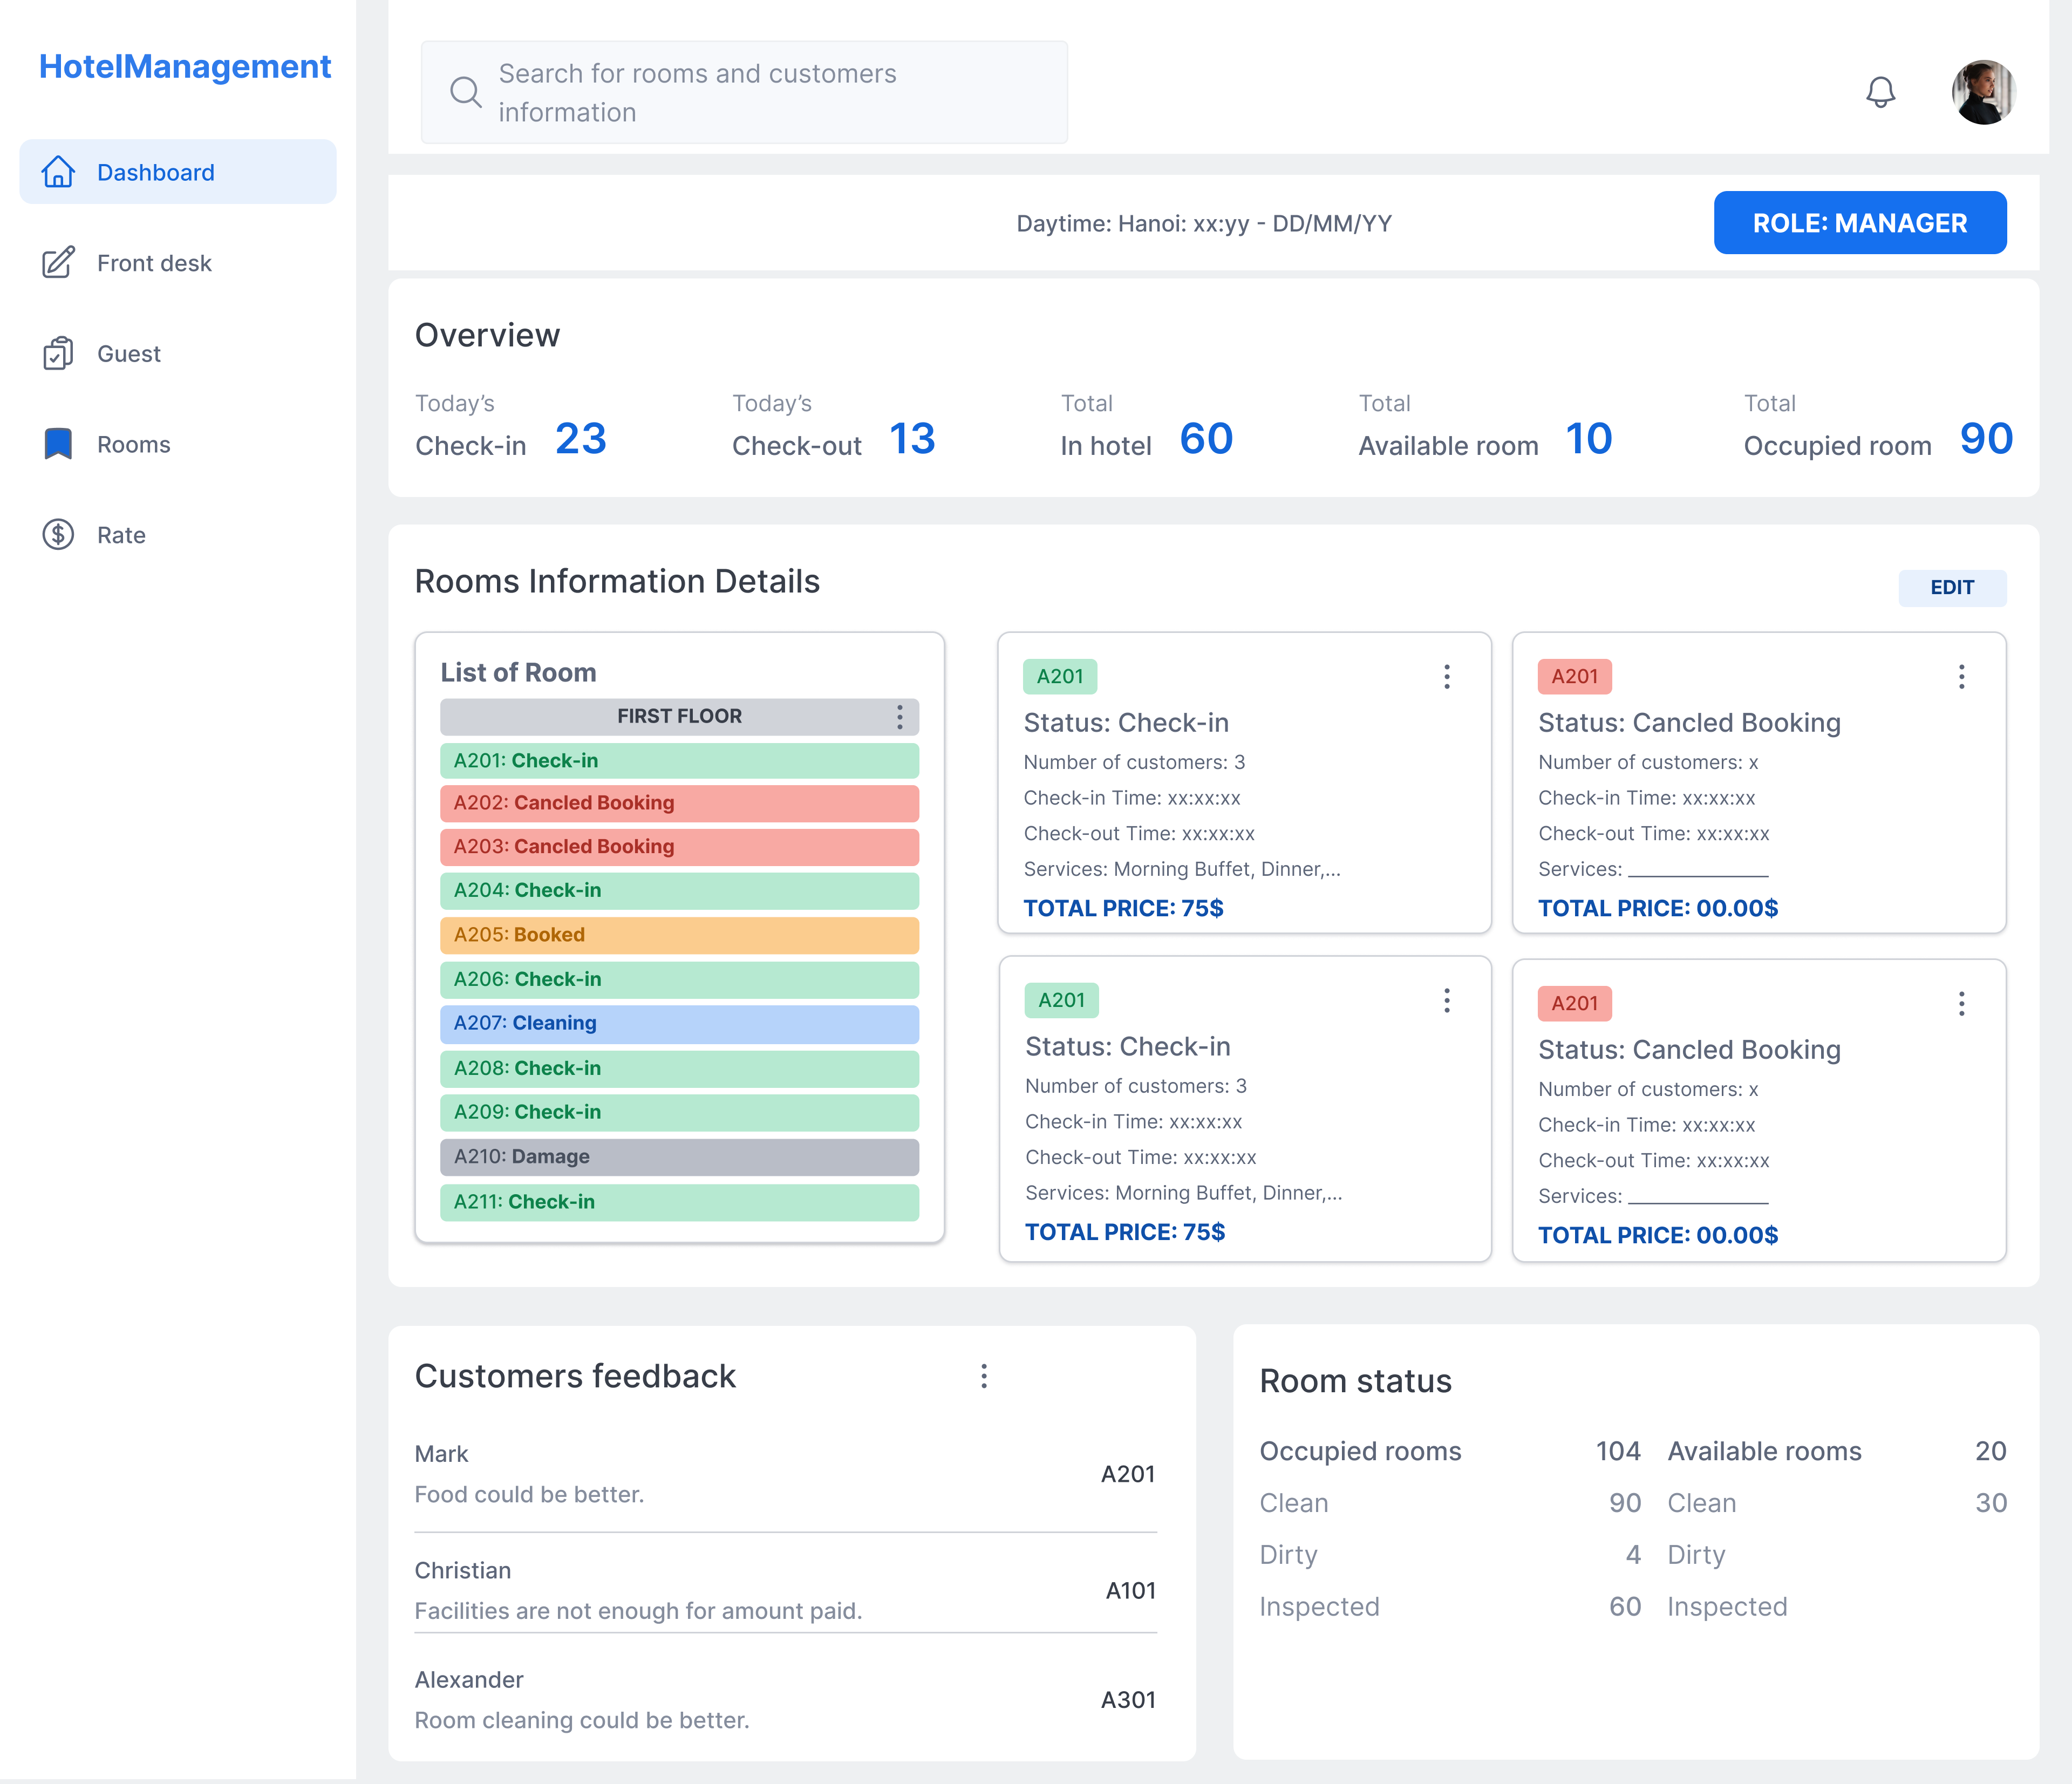 HotelManagement
Dashboard
Front desk
Guest
Rooms
Rate
Search for rooms and customers
information
Daytime: Hanoi: xx:yy - DD/MM/YY
ROLE: MANAGER
Overview
Today’s
Check-in 23
Today’s
Check-out 13
Total
In hotel 60
Total
Available room 10
Total
Occupied room 90
Rooms Information Details
EDIT
List of Room
FIRST FLOOR
A201: Check-in
A202: Cancled Booking
A203: Cancled Booking
A204: Check-in
A205: Booked
A206: Check-in
A207: Cleaning
A208: Check-in
A209: Check-in
A210: Damage
A211: Check-in
A201
Status: Check-in
Number of customers: 3
Check-in Time: xx:xx:xx
Check-out Time: xx:xx:xx
Services: Morning Buffet, Dinner,...
TOTAL PRICE: 75$
A201
Status: Cancled Booking
Number of customers: x
Check-in Time: xx:xx:xx
Check-out Time: xx:xx:xx
Services: _____________
TOTAL PRICE: 00.00$
A201
Status: Check-in
Number of customers: 3
Check-in Time: xx:xx:xx
Check-out Time: xx:xx:xx
Services: Morning Buffet, Dinner,...
TOTAL PRICE: 75$
A201
Status: Cancled Booking
Number of customers: x
Check-in Time: xx:xx:xx
Check-out Time: xx:xx:xx
Services: _____________
TOTAL PRICE: 00.00$
Customers feedback
Mark
Food could be better.
A201
Christian
Facilities are not enough for amount paid.
A101
Alexander
Room cleaning could be better.
A301
Room status
Occupied rooms 104
Clean 90
Dirty 4
Inspected 60
Available rooms 20
Clean 30
Dirty
Inspected